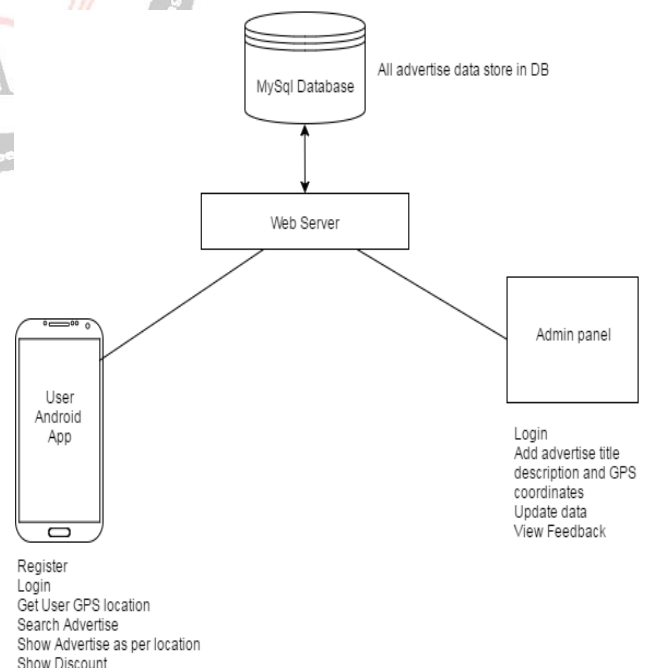 MySql Database
All advertise data store in DB
Web Server
Admin panel
User
Android
App
Login
Add advertise title
description and GPS
coordinates
Update data
View Feedback
Register
Login
Get User GPS location
Search Advertise
Show Advertise as per location
Show Discount